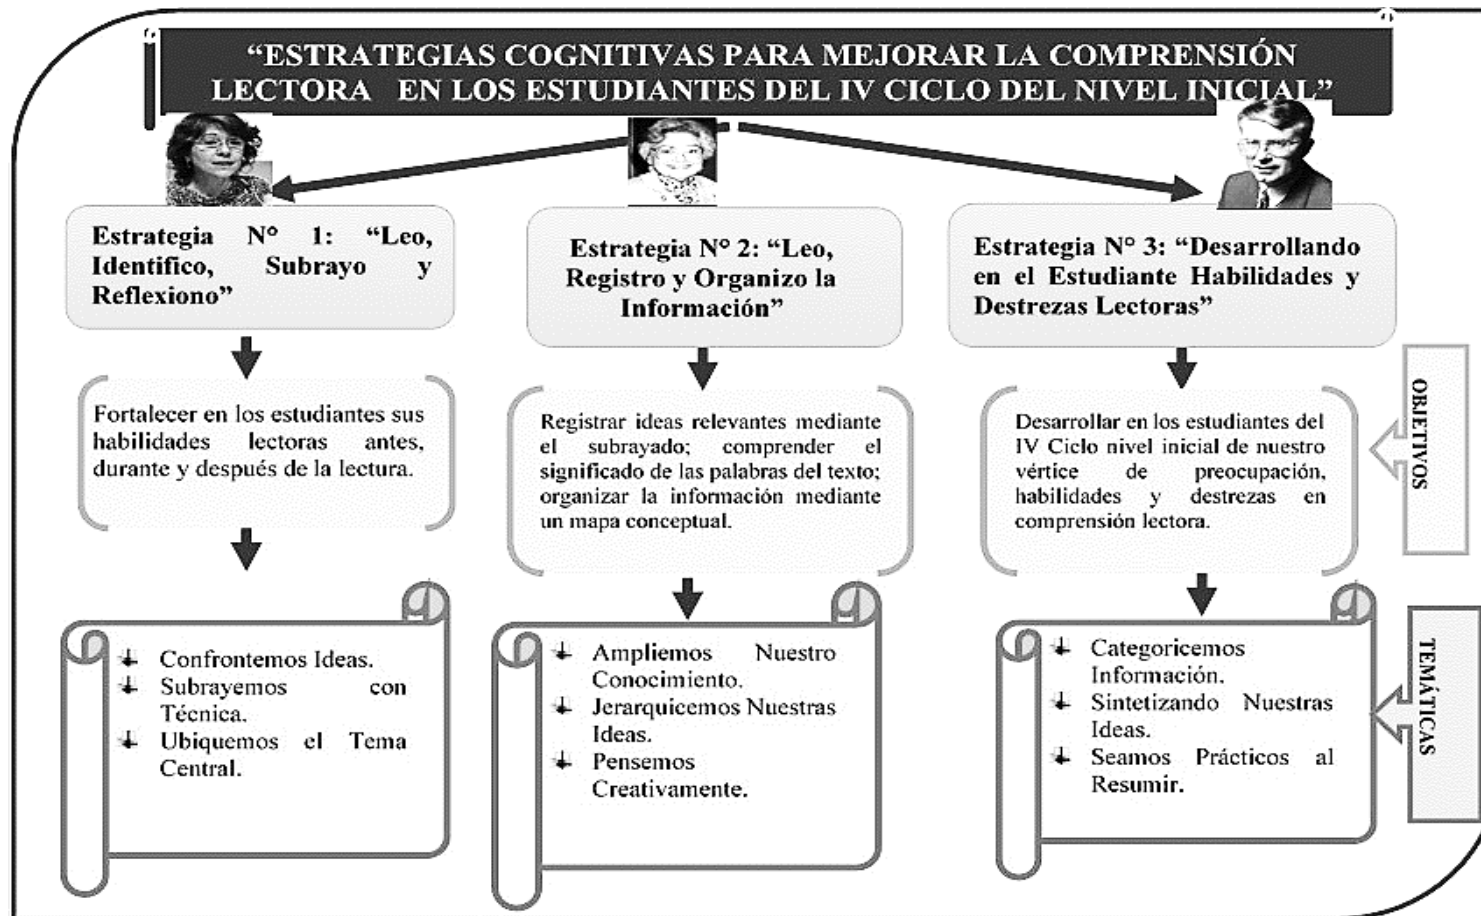 “ESTRATEGIAS COGNITIVAS PARA MEJORAR LA COMPRENSIÓN
LECTORA EN LOS ESTUDIANTES DEL IV CICLO DEL NIVEL INICIAL”
Estrategia N° 1: “Leo,
Identifico, Subrayo y
Reflexiono”
Estrategia N° 2: “Leo,
Registro y Organizo la
Información”
Estrategia N° 3: “Desarrollando
en el Estudiante Habilidades y
Destrezas Lectoras”
Fortalecer en los estudiantes sus
habilidades lectoras antes,
durante y después de la lectura.
Registrar ideas relevantes mediante
el subrayado; comprender el
significado de las palabras del texto;
organizar la información mediante
un mapa conceptual.
Desarrollar en los estudiantes del
IV Ciclo nivel inicial de nuestro
vértice de preocupación,
habilidades y destrezas en
comprensión lectora.
OBJETIVOS
Confrontemos Ideas.
Subrayemos con
Técnica.
Ubiquemos el Tema
Central.
Ampliemos Nuestro
Conocimiento.
Jerarquicemos Nuestras
Ideas.
Pensemos
Creativamente.
Categoricemos
Información.
Sintetizando Nuestras
Ideas.
Seamos Prácticos al
Resumir.
TEMÁTICAS